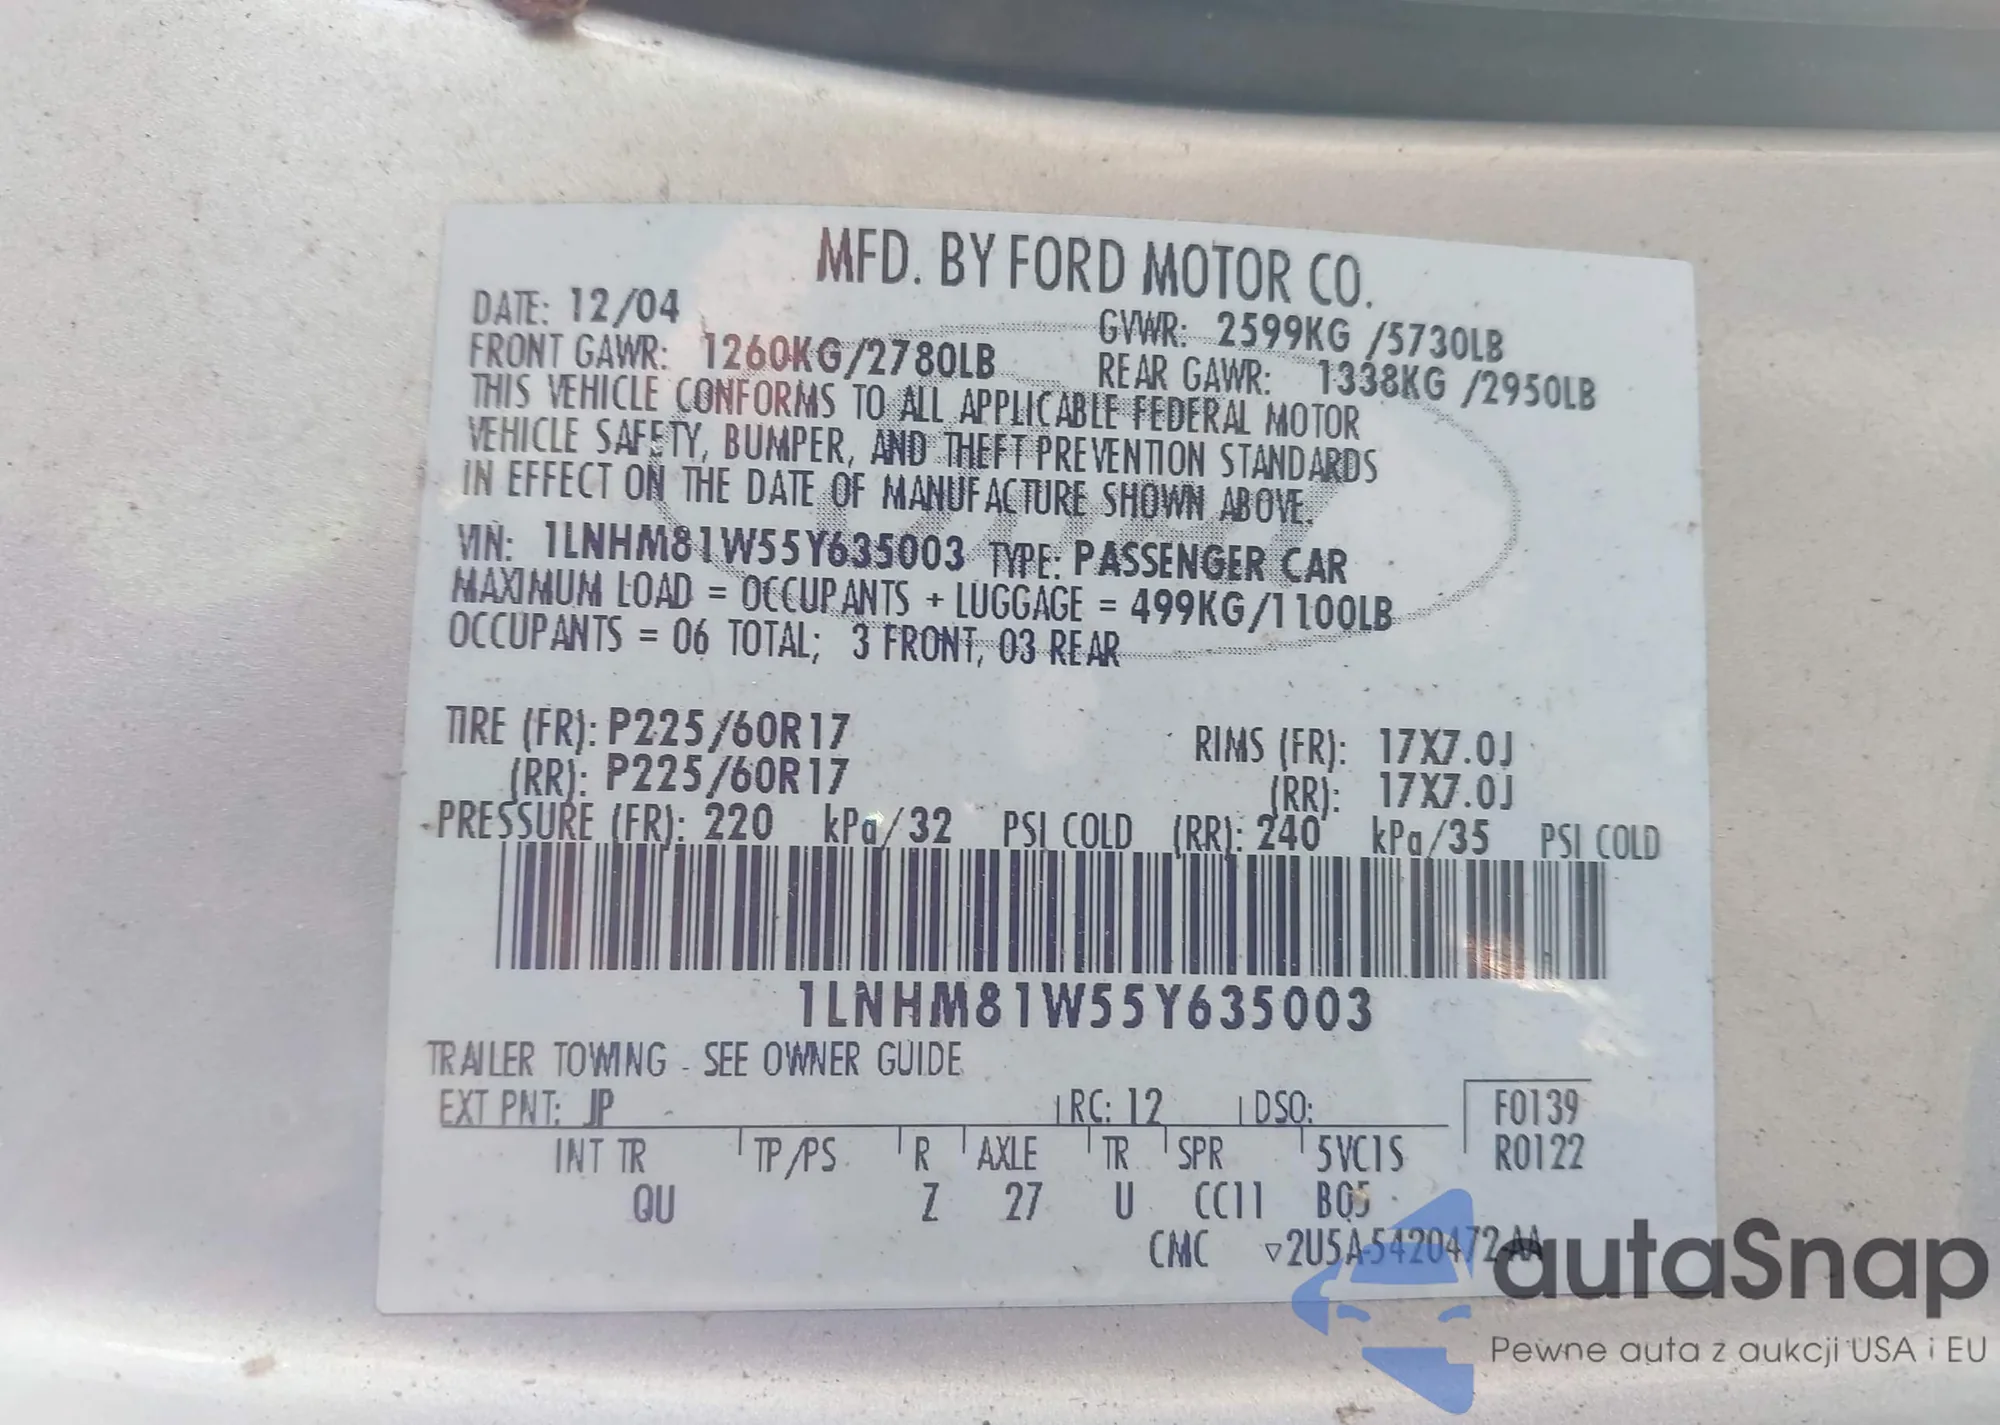 MFD. BY FORD MOTOR CO.
DATE: 12/04
GVWR: 2599KG /5730LB
FRONT GAWR: 1260KG/2780LB
REAR GAWR: 1338KG /2950LB
THIS VEHICLE CONFORMS TO ALL APPLICABLE FEDERAL MOTOR
VEHICLE SAFETY, BUMPER, AND THEFT PREVENTION STANDARDS
IN EFFECT ON THE DATE OF MANUFACTURE SHOWN ABOVE.
VIN: 1LNHM81W55Y635003 TYPE: PASSENGER CAR
MAXIMUM LOAD = OCCUPANTS + LUGGAGE = 499KG/1100LB
OCCUPANTS = 06 TOTAL; 3 FRONT, 03 REAR
TIRE (FR): P225/60R17 RIMS (FR): 17X7.0J
(RR): P225/60R17 (RR): 17X7.0J
PRESSURE (FR): 220 kPa/32 PSI COLD (RR): 240 kPa/35 PSI COLD
1LNHM81W55Y635003
TRAILER TOWING - SEE OWNER GUIDE
EXT PNT: JP RC: 12 DSO: F0139
INT TR TP/PS R AXLE TR SPR 5VC1S R0122
QU Z 27 U CC11 BQ5
CMC ▿2U5A-5420472-AA
autaSnap
Pewne auta z aukcji USA i EU